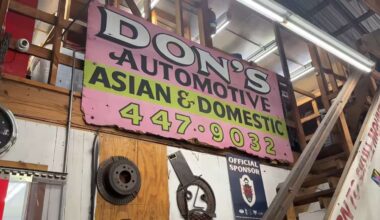 DON'S
AUTOMOTIVE
ASIAN & DOMESTIC
447·9032
OFFICIAL
SPONSOR